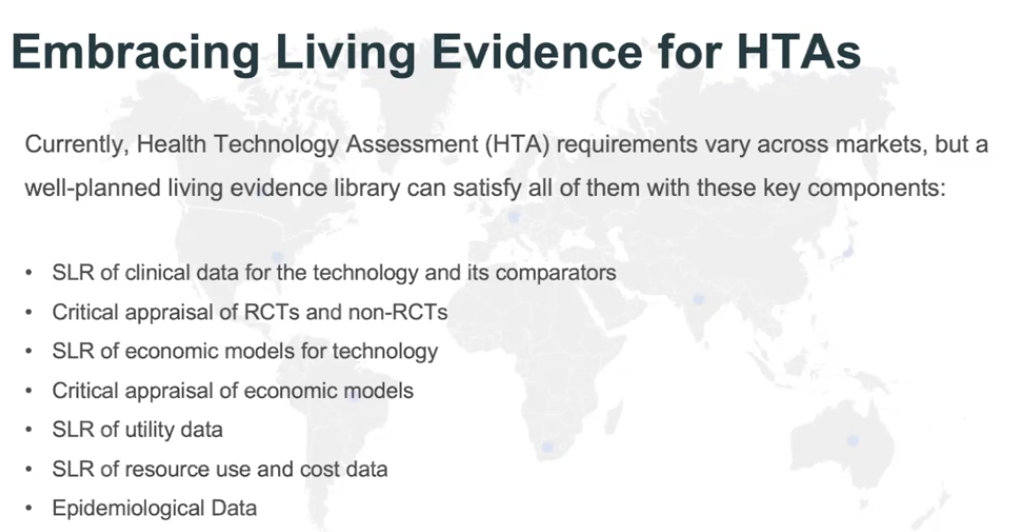 Embracing Living Evidence for HTAs
Currently, Health Technology Assessment (HTA) requirements vary across markets, but a
well-planned living evidence library can satisfy all of them with these key components:
• SLR of clinical data for the technology and its comparators
• Critical appraisal of RCTs and non-RCTs
• SLR of economic models for technology
• Critical appraisal of economic models
• SLR of utility data
• SLR of resource use and cost data
• Epidemiological Data